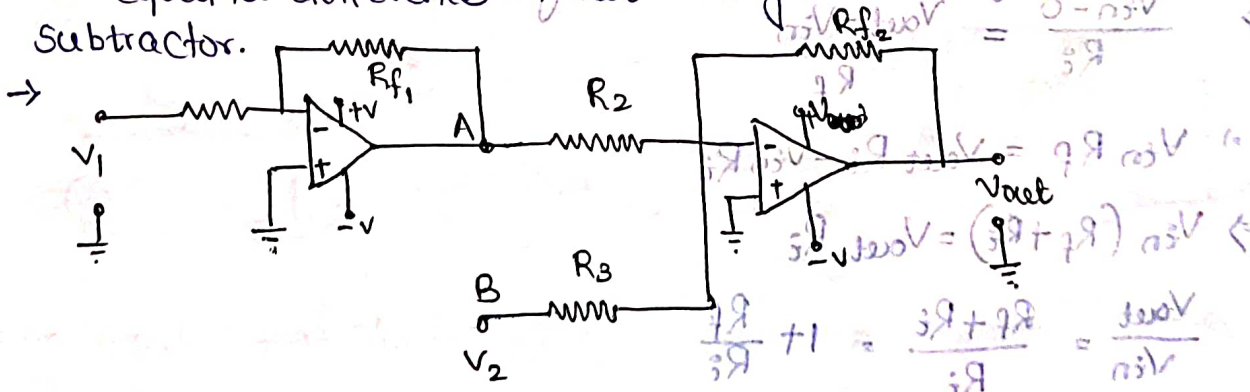 subtractor.
→
Rf₁
+V
-
+
-V
V₁
A
R₂
Rf₂
-
+
-V
Vout
B
R₃
V₂